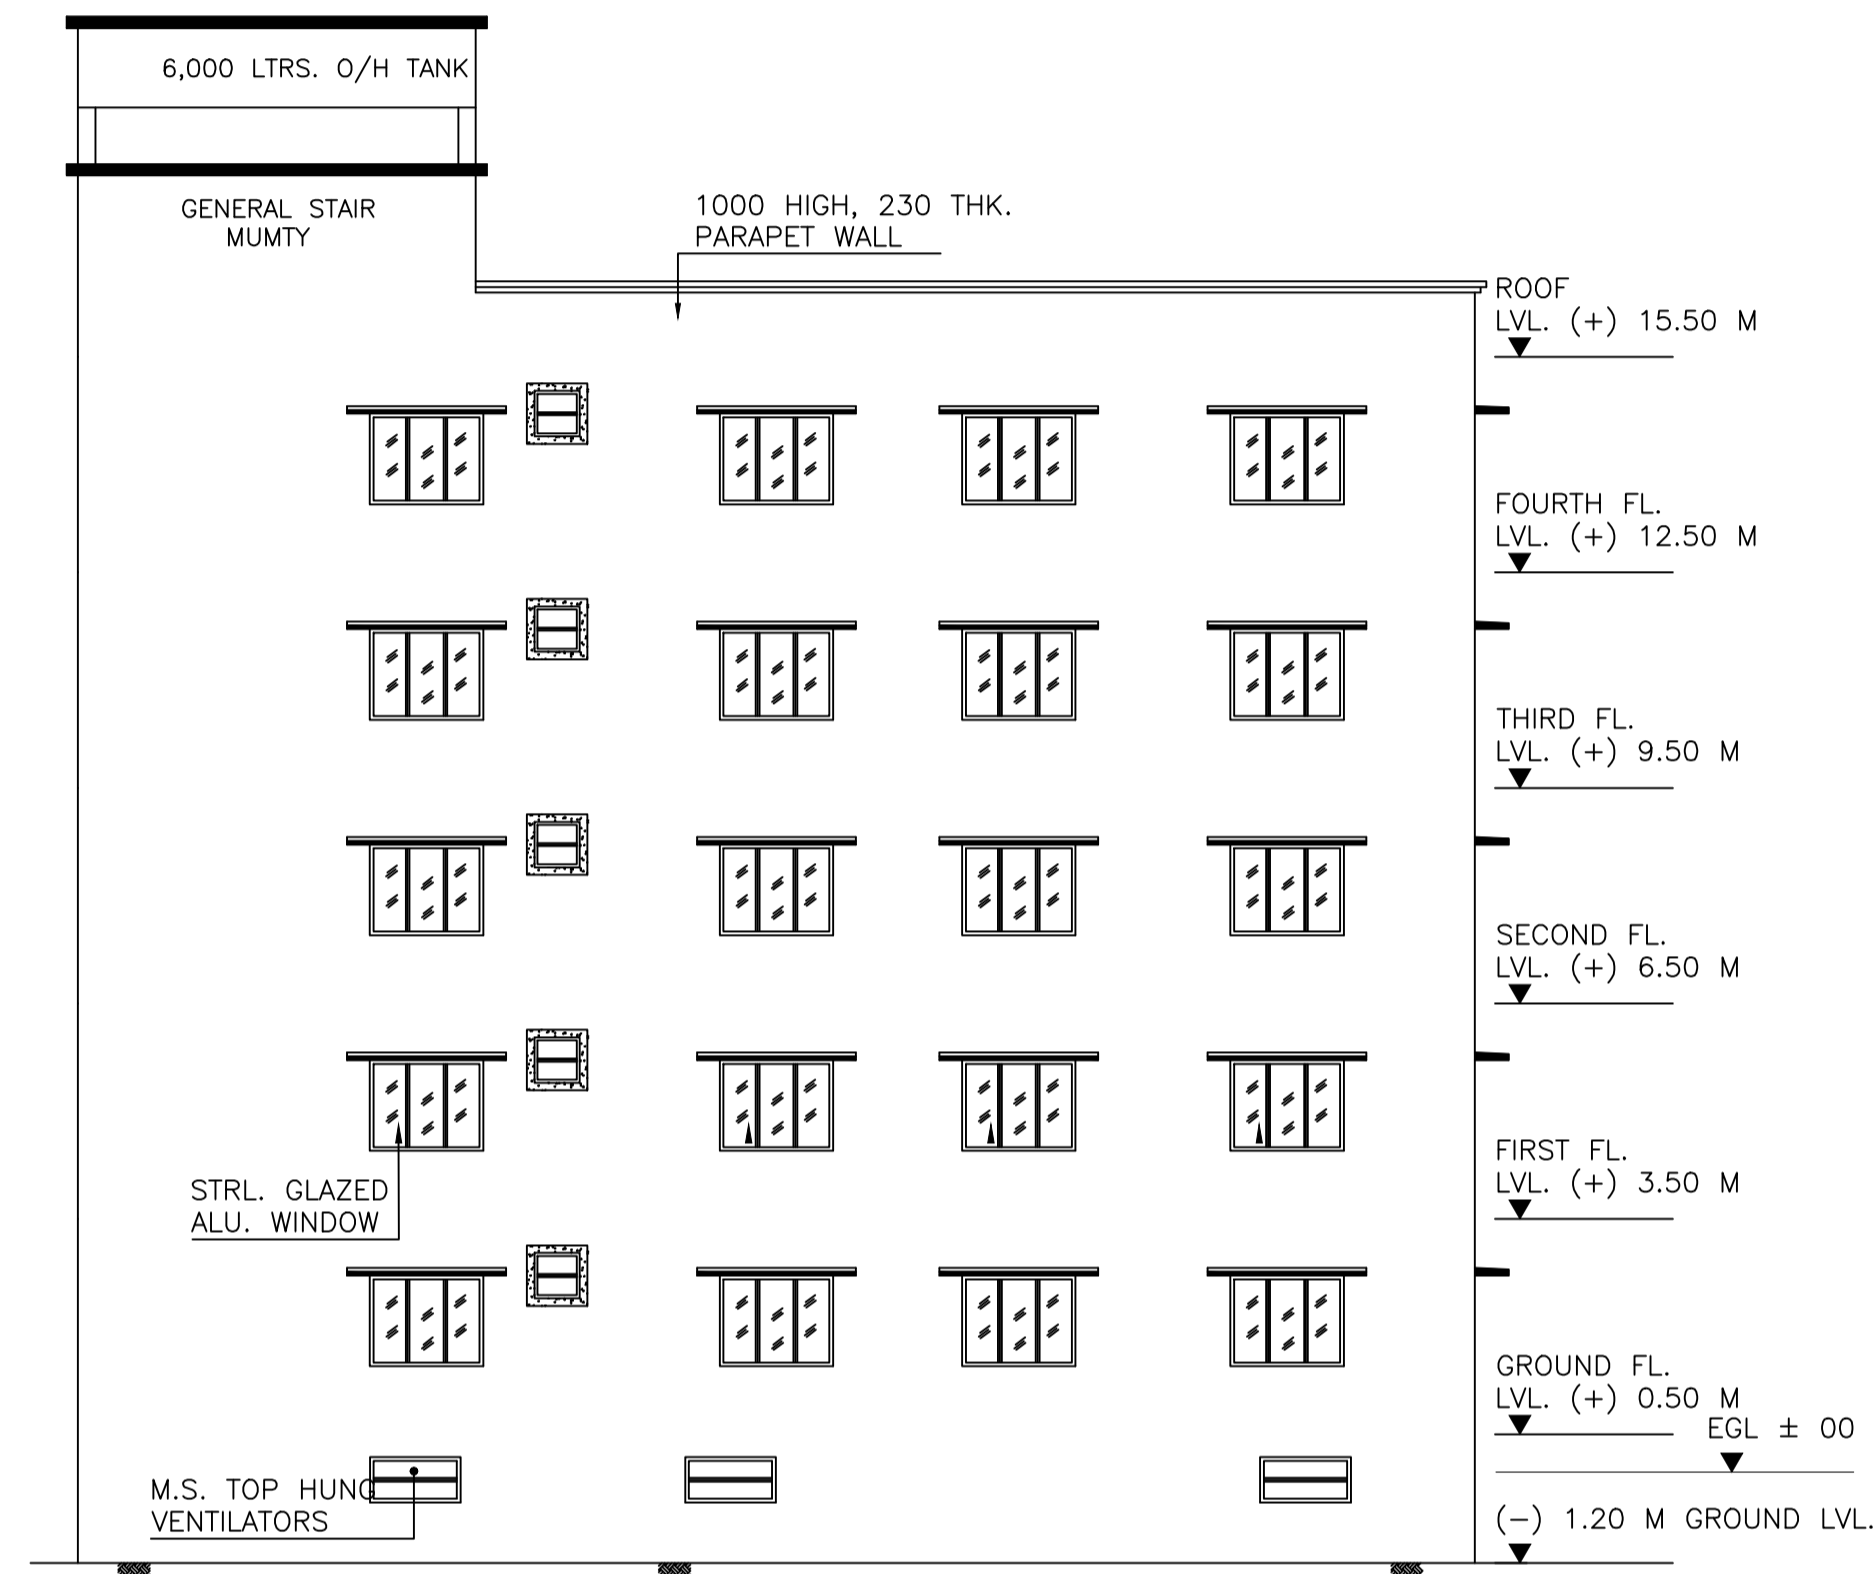 6,000 LTRS. O/H TANK
GENERAL STAIR
MUMTY
1000 HIGH, 230 THK.
PARAPET WALL
ROOF
LVL. (+) 15.50 M
FOURTH FL.
LVL. (+) 12.50 M
THIRD FL.
LVL. (+) 9.50 M
SECOND FL.
LVL. (+) 6.50 M
FIRST FL.
LVL. (+) 3.50 M
STRL. GLAZED
ALU. WINDOW
GROUND FL.
LVL. (+) 0.50 M
EGL ± 00
M.S. TOP HUNG
VENTILATORS
(−) 1.20 M GROUND LVL.